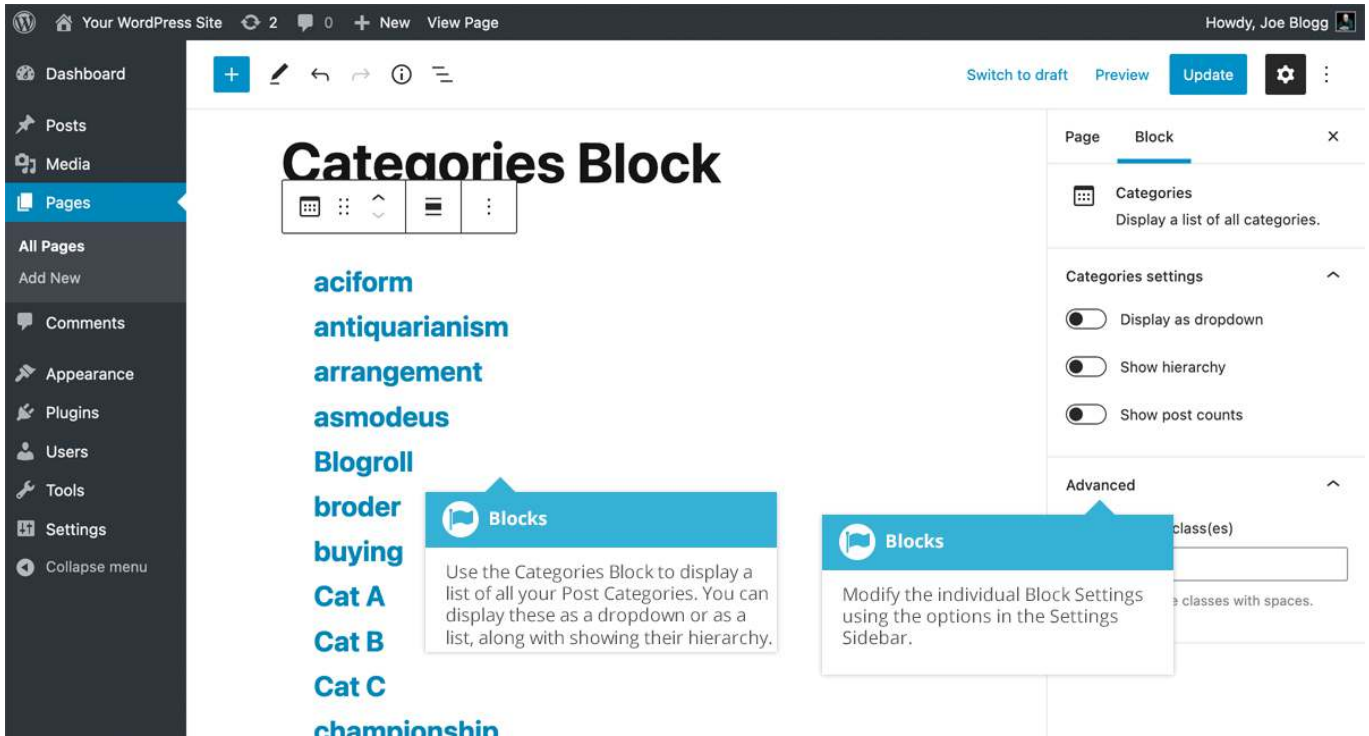 Your WordPress Site 2 0 New View Page Howdy, Joe Blogg
Dashboard
Posts
Media
Pages
All Pages
Add New
Comments
Appearance
Plugins
Users
Tools
Settings
Collapse menu
Switch to draft Preview Update
Categories Block
aciform
antiquarianism
arrangement
asmodeus
Blogroll
broder
buying
Cat A
Cat B
Cat C
championship
Blocks
Use the Categories Block to display a
list of all your Post Categories. You can
display these as a dropdown or as a
list, along with showing their hierarchy.
Page Block
Categories
Display a list of all categories.
Categories settings
Display as dropdown
Show hierarchy
Show post counts
Advanced
class(es)
classes with spaces.
Blocks
Modify the individual Block Settings
using the options in the Settings
Sidebar.